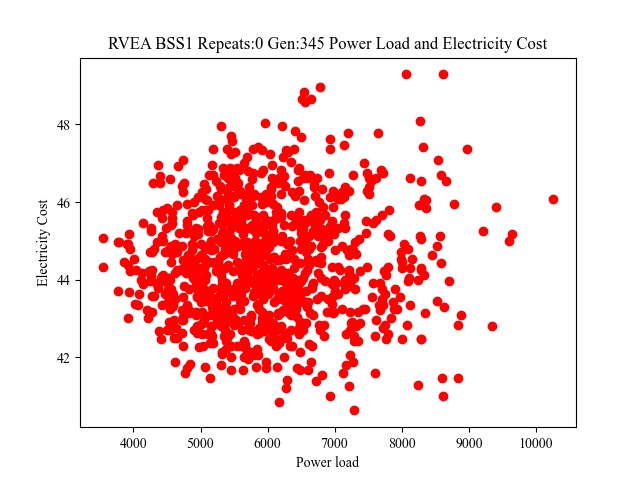 RVEA BSS1 Repeats:0 Gen:345 Power Load and Electricity Cost
48
46
44
42
Electricity Cost
4000 5000 6000 7000 8000 9000 10000
Power load